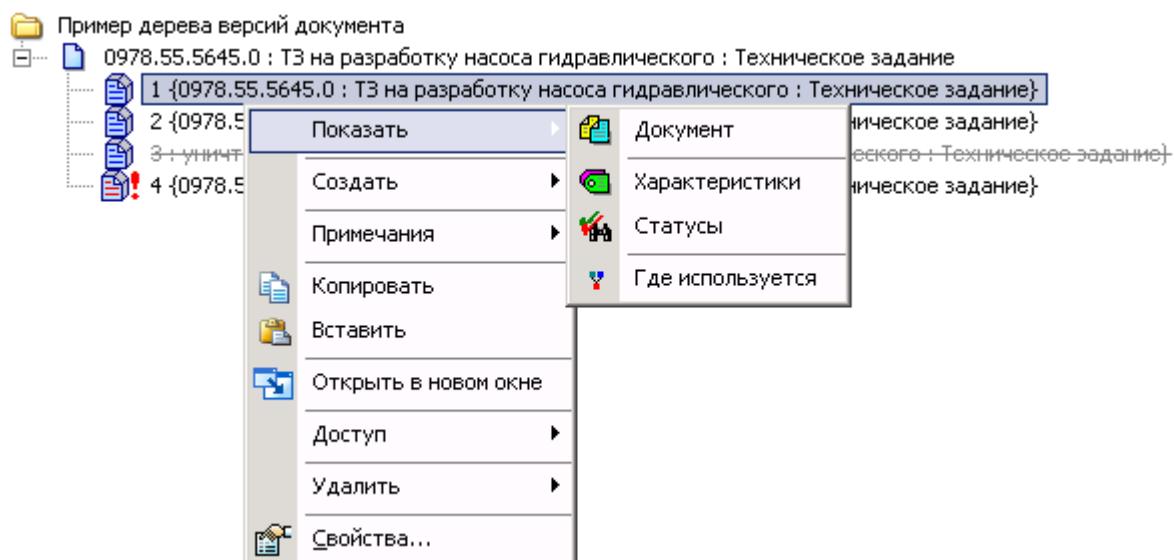 Пример дерева версий документа
0978.55.5645.0 : ТЗ на разработку насоса гидравлического : Техническое задание
1 {0978.55.5645.0 : ТЗ на разработку насоса гидравлического : Техническое задание}
2 {0978.5 ническое задание}
3 : уничт еского : Техническое задание}
4 {0978.5 ническое задание}
Показать
Создать
Примечания
Копировать
Вставить
Открыть в новом окне
Доступ
Удалить
Свойства...
Документ
Характеристики
Статусы
Где используется